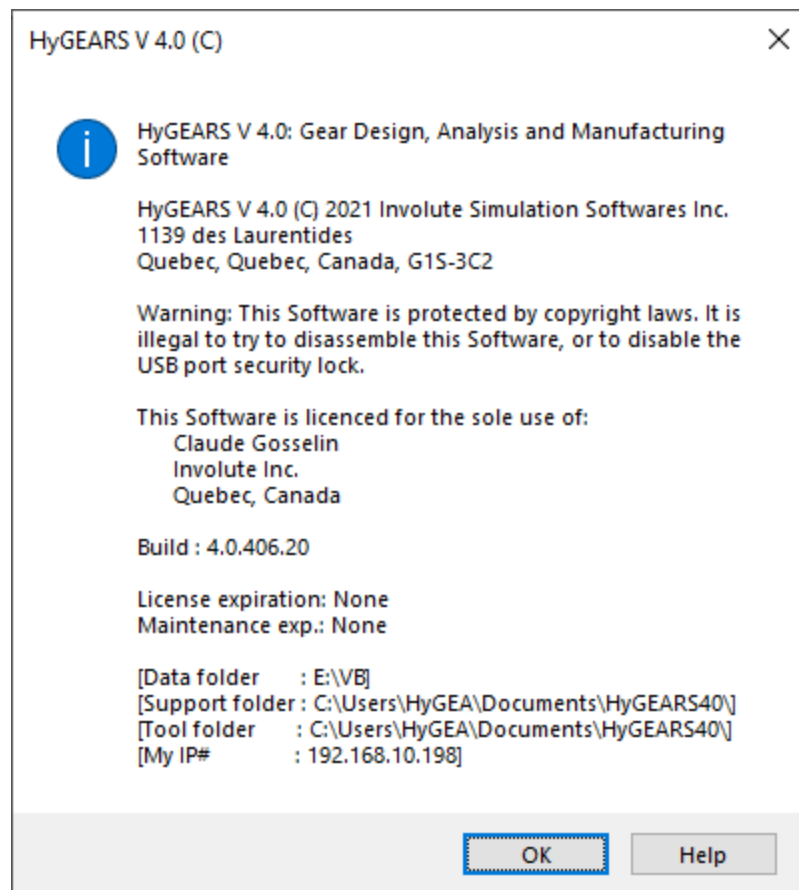 HyGEARS V 4.0 (C)
HyGEARS V 4.0: Gear Design, Analysis and Manufacturing
Software
HyGEARS V 4.0 (C) 2021 Involute Simulation Softwares Inc.
1139 des Laurentides
Quebec, Quebec, Canada, G1S-3C2
Warning: This Software is protected by copyright laws. It is
illegal to try to disassemble this Software, or to disable the
USB port security lock.
This Software is licenced for the sole use of:
Claude Gosselin
Involute Inc.
Quebec, Canada
Build : 4.0.406.20
License expiration: None
Maintenance exp.: None
[Data folder : E:\VB]
[Support folder : C:\Users\HyGEA\Documents\HyGEARS40\]
[Tool folder : C:\Users\HyGEA\Documents\HyGEARS40\]
[My IP# : 192.168.10.198]
OK Help